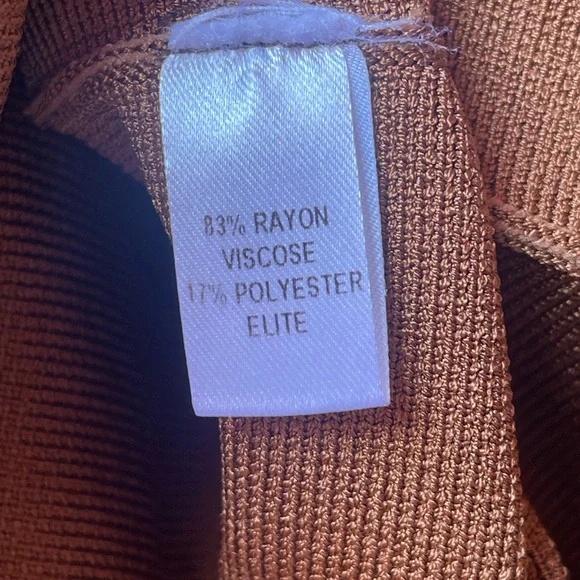 83% RAYON
VISCOSE
17% POLYESTER
ELITE